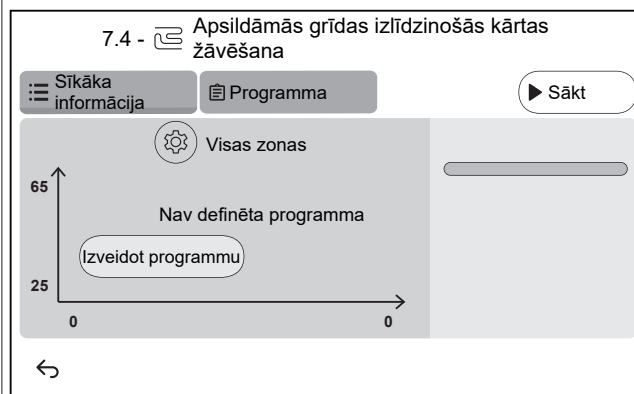 7.4 - Apsildāmās grīdas izlīdzinošās kārtas
žāvēšana
Sīkāka
informācija
Programma
Sākt
Visas zonas
65
Nav definēta programma
Izveidot programmu
25
0
0